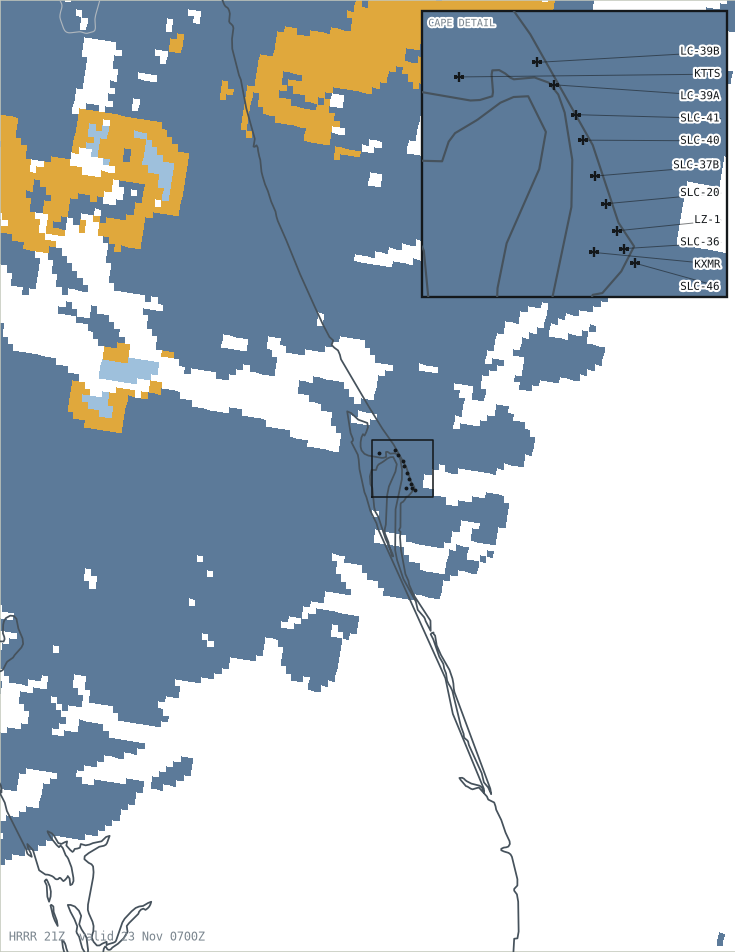 CAPE DETAIL
LC-39B
KTTS
LC-39A
SLC-41
SLC-40
SLC-37B
SLC-20
LZ-1
SLC-36
KXMR
SLC-46
HRRR 21Z valid 23 Nov 0700Z